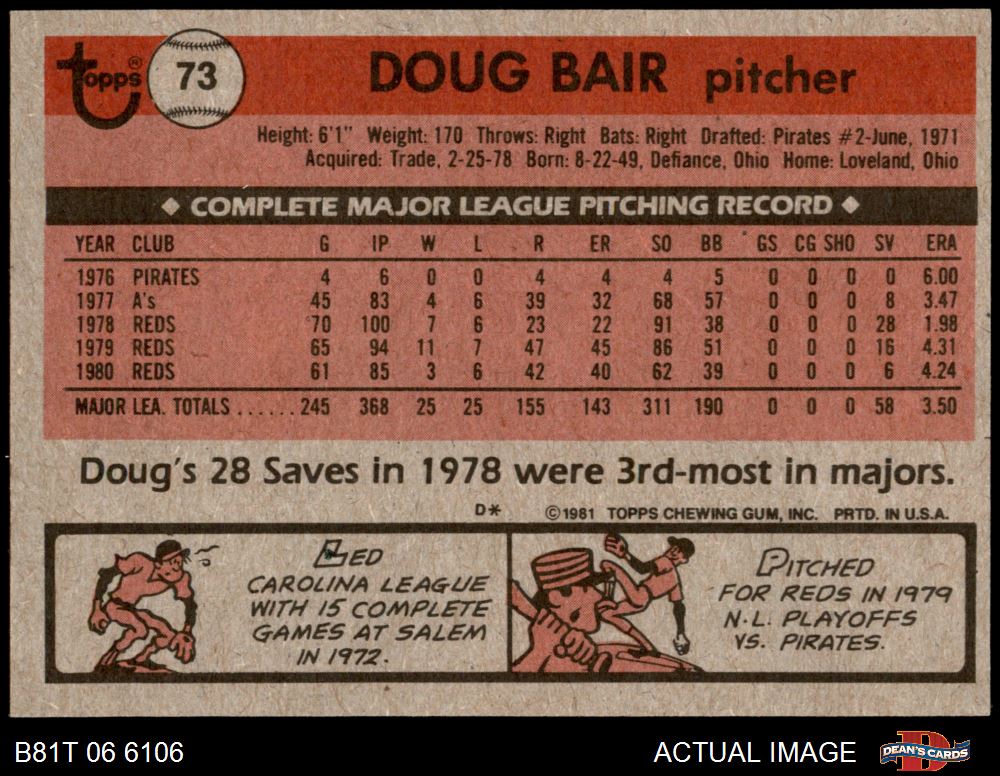 Topps® 73 DOUG BAIR pitcher
Height: 6'1" Weight: 170 Throws: Right Bats: Right Drafted: Pirates #2-June, 1971
Acquired: Trade, 2-25-78 Born: 8-22-49, Defiance, Ohio Home: Loveland, Ohio
◆ COMPLETE MAJOR LEAGUE PITCHING RECORD ◆
YEAR CLUB G IP W L R ER SO BB GS CG SHO SV ERA
1976 PIRATES 4 6 0 0 4 4 4 5 0 0 0 0 6.00
1977 A's 45 83 4 6 39 32 68 57 0 0 0 8 3.47
1978 REDS 70 100 7 6 23 22 91 38 0 0 0 28 1.98
1979 REDS 65 94 11 7 47 45 86 51 0 0 0 16 4.31
1980 REDS 61 85 3 6 42 40 62 39 0 0 0 6 4.24
MAJOR LEA. TOTALS ...... 245 368 25 25 155 143 311 190 0 0 0 58 3.50
Doug's 28 Saves in 1978 were 3rd-most in majors.
D* ©1981 TOPPS CHEWING GUM, INC. PRTD. IN U.S.A.
LED
CAROLINA LEAGUE
WITH 15 COMPLETE
GAMES AT SALEM
IN 1972.
PITCHED
FOR REDS IN 1979
N.L. PLAYOFFS
VS. PIRATES.
B81T 06 6106 ACTUAL IMAGE DEAN'S CARDS